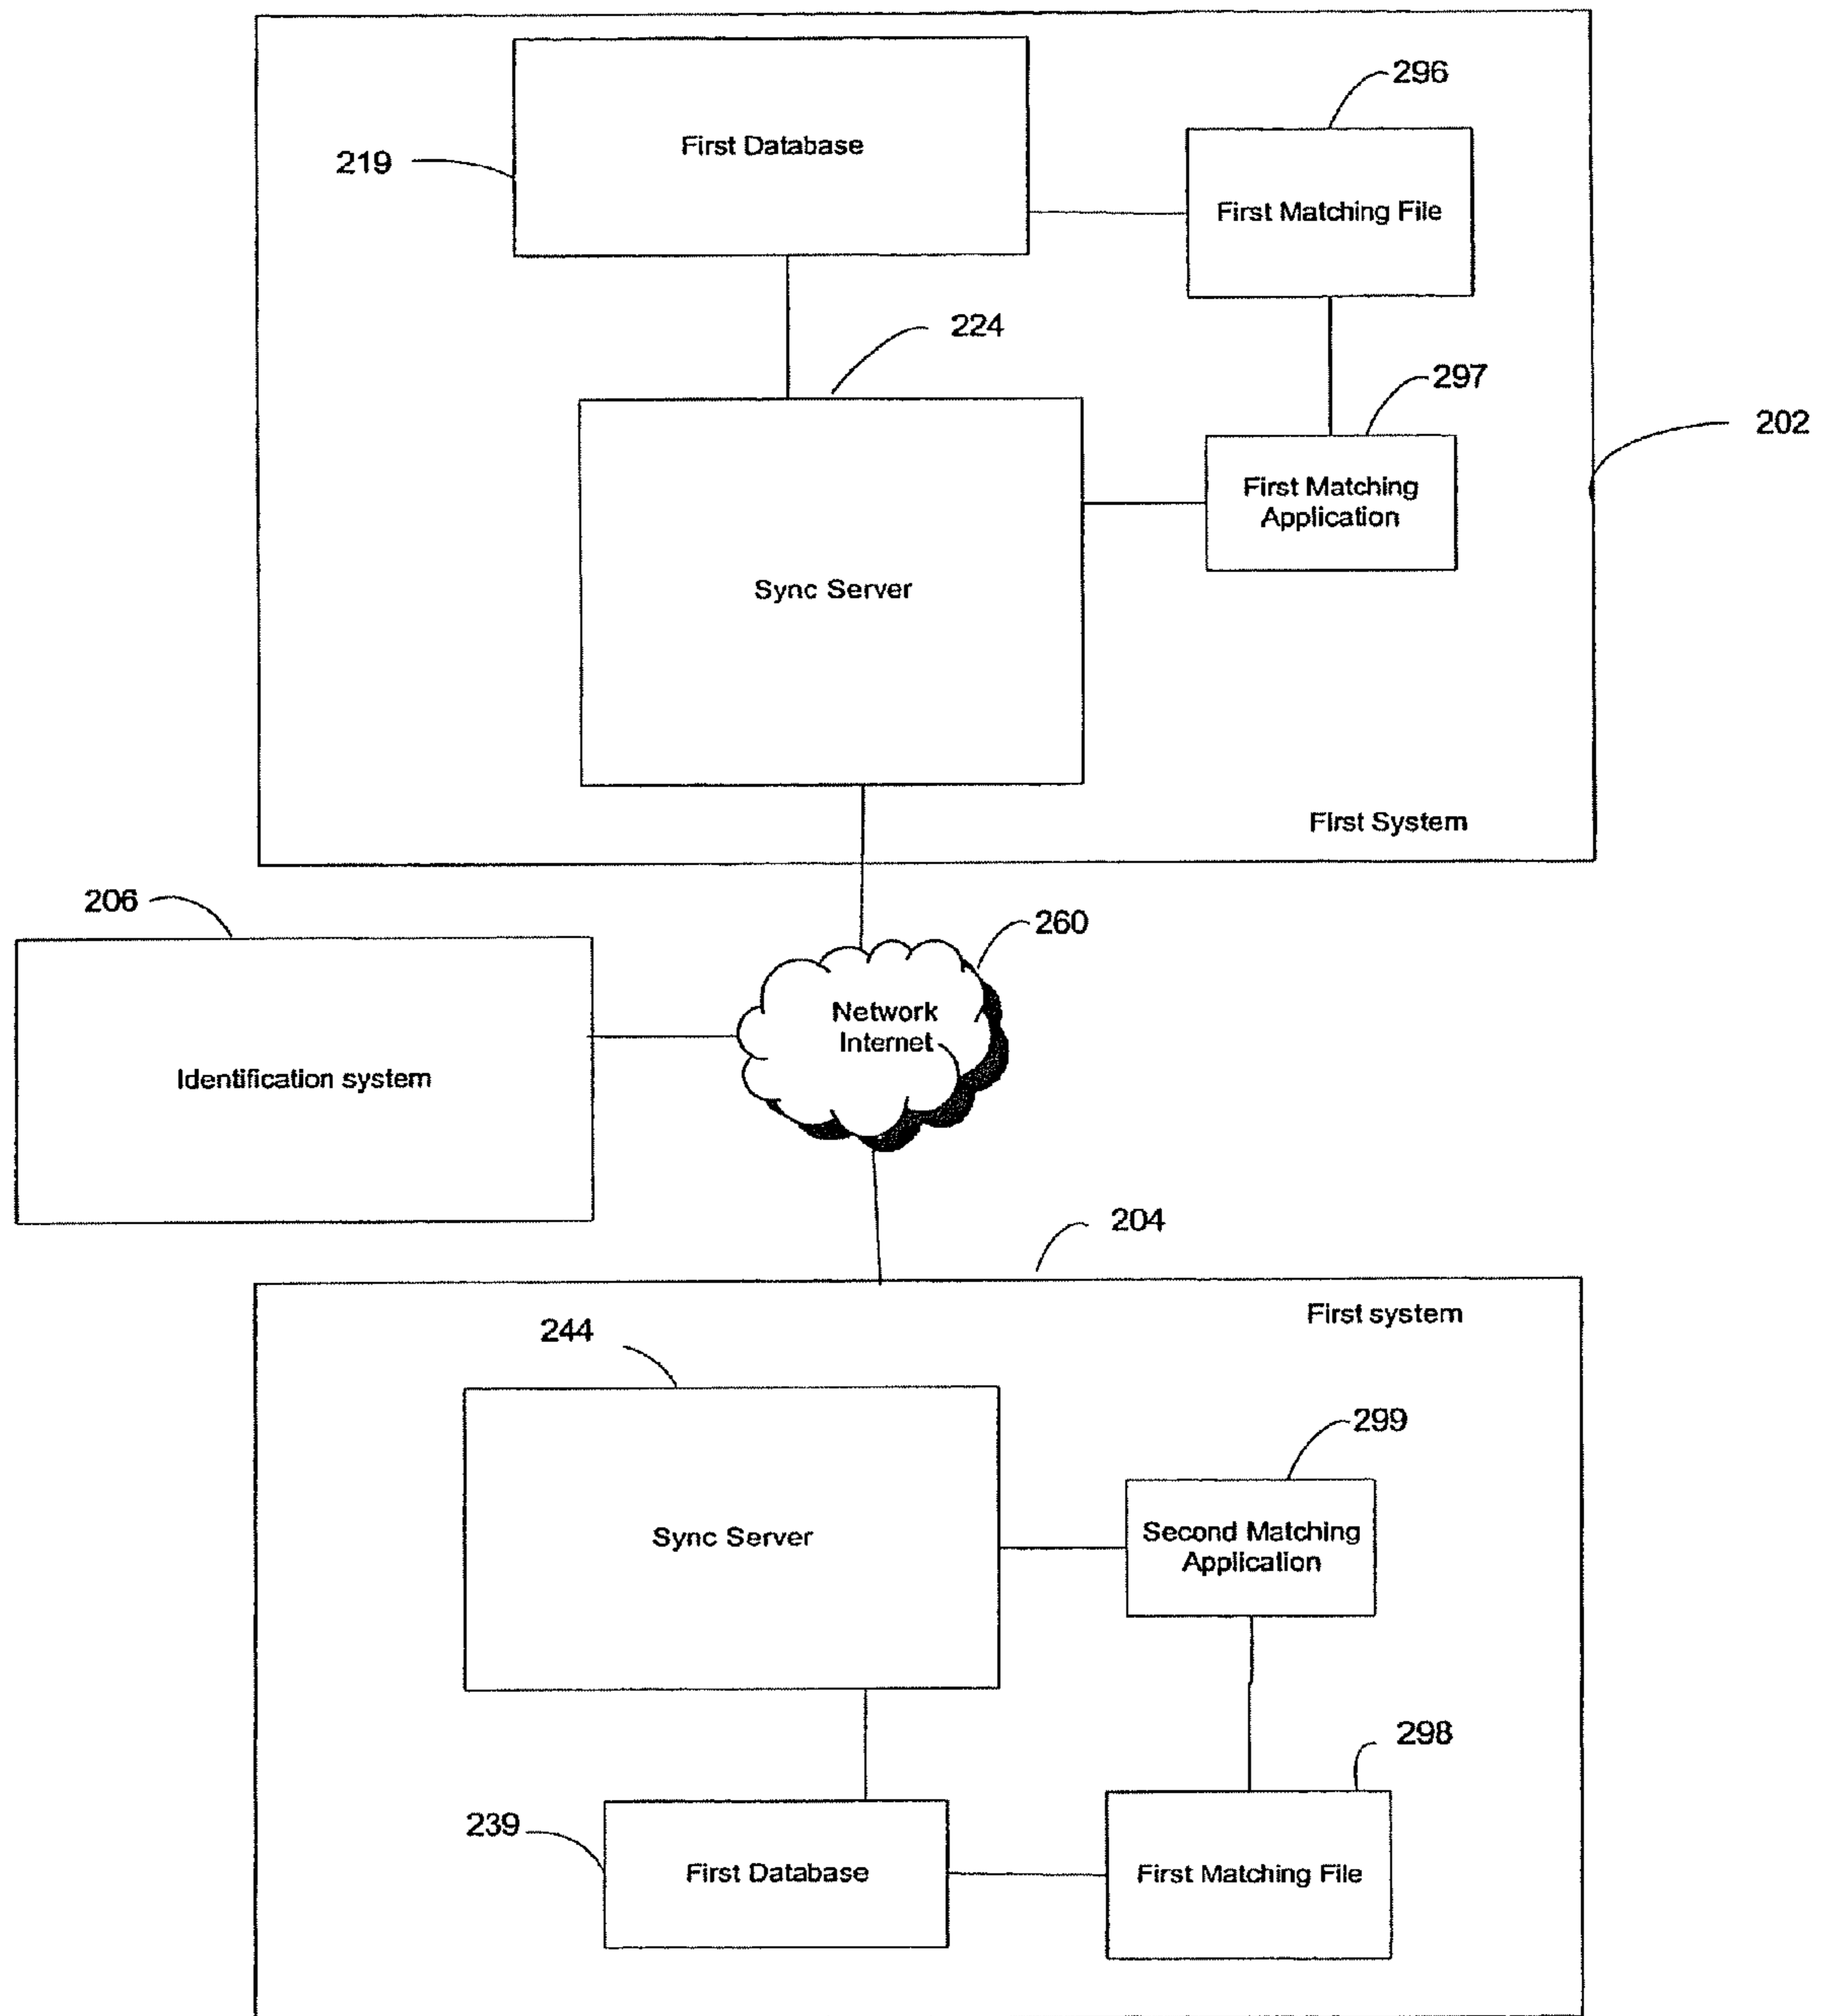 296
First Database
219
First Matching File
224
297
202
First Matching
Application
Sync Server
First System
206
260
Network
Internet
Identification system
204
First system
244
299
Second Matching
Application
Sync Server
298
239
First Database
First Matching File